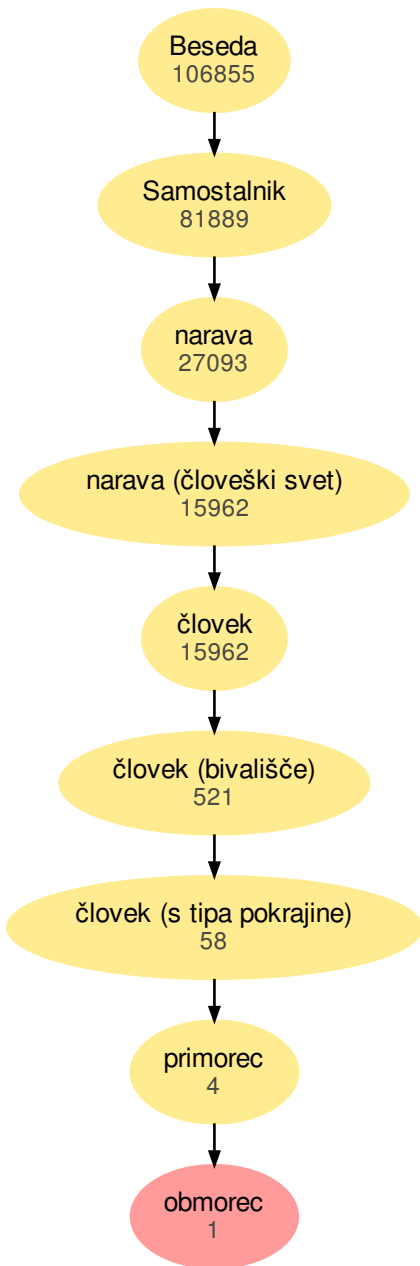 Beseda
106855
Samostalnik
81889
narava
27093
narava (človeški svet)
15962
človek
15962
človek (bivališče)
521
človek (s tipa pokrajine)
58
primorec
4
obmorec
1